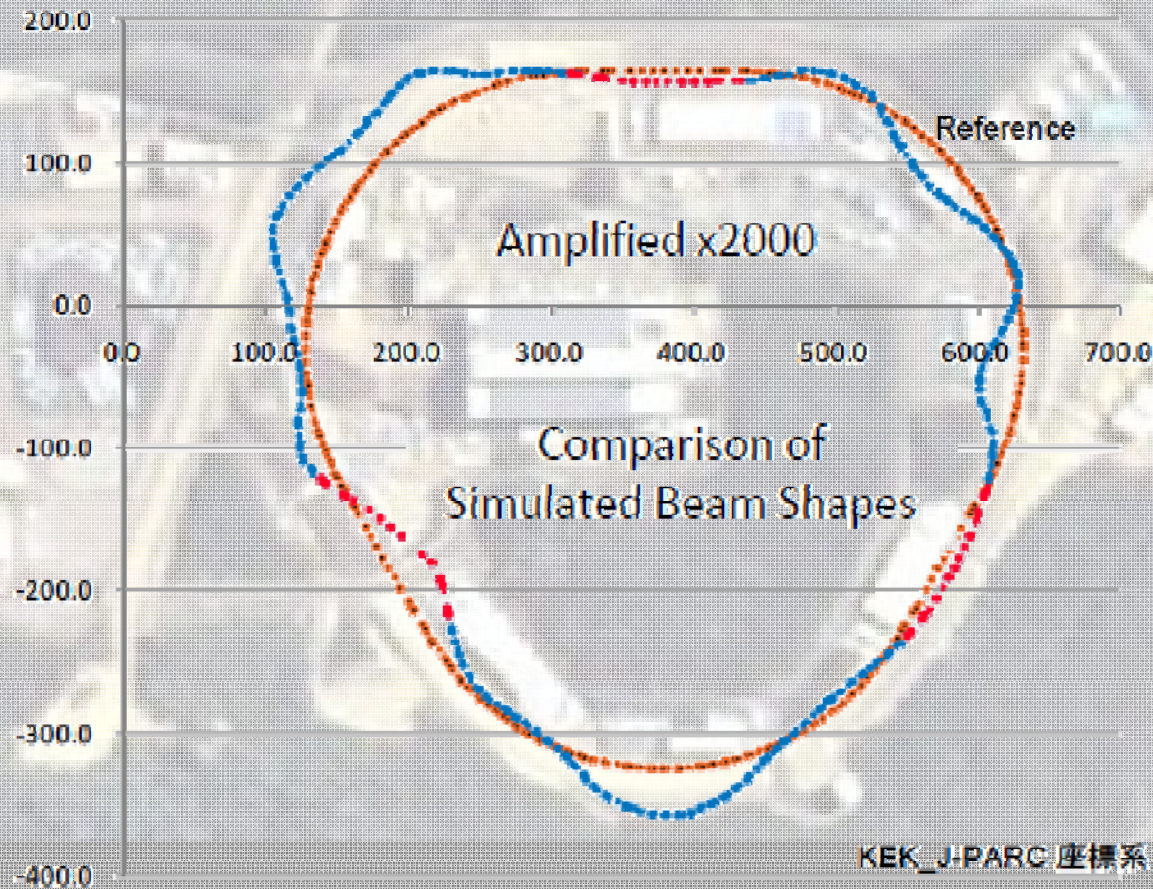 200.0
Reference
100.0
Amplified x2000
0.0
0.0 100.0 200.0 300.0 400.0 500.0 600.0 700.0
-100.0
Comparison of
Simulated Beam Shapes
-200.0
-300.0
KEK_J-PARC 座標系
-400.0